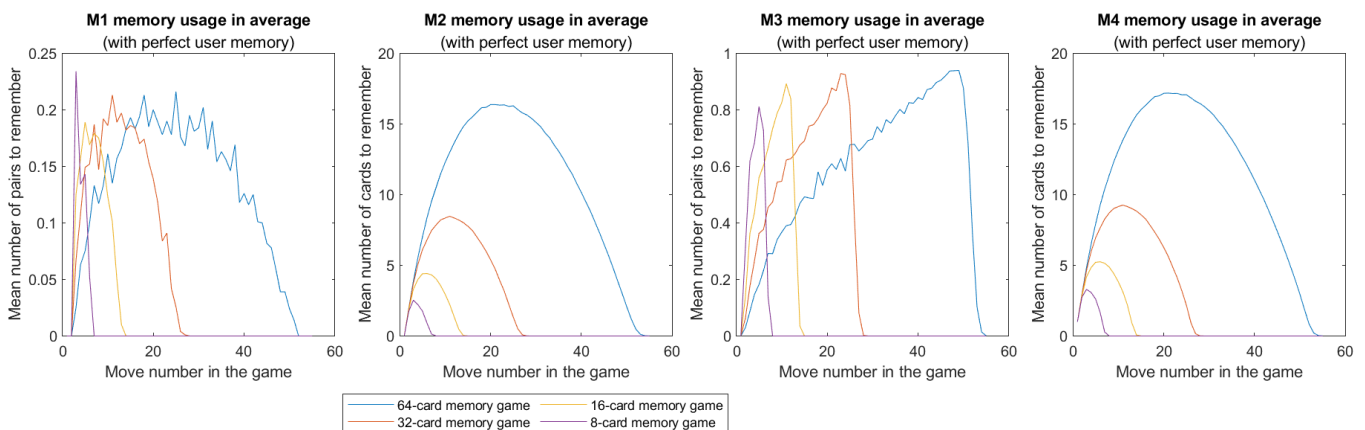 M1 memory usage in average
(with perfect user memory)
Mean number of pairs to remember
0.25
0.2
0.15
0.1
0.05
0
0
20
40
60
Move number in the game
M2 memory usage in average
(with perfect user memory)
Mean number of cards to remember
20
15
10
5
0
0
20
40
60
Move number in the game
M3 memory usage in average
(with perfect user memory)
Mean number of pairs to remember
1
0.8
0.6
0.4
0.2
0
0
20
40
60
Move number in the game
M4 memory usage in average
(with perfect user memory)
Mean number of cards to remember
20
15
10
5
0
0
20
40
60
Move number in the game
64-card memory game
16-card memory game
32-card memory game
8-card memory game